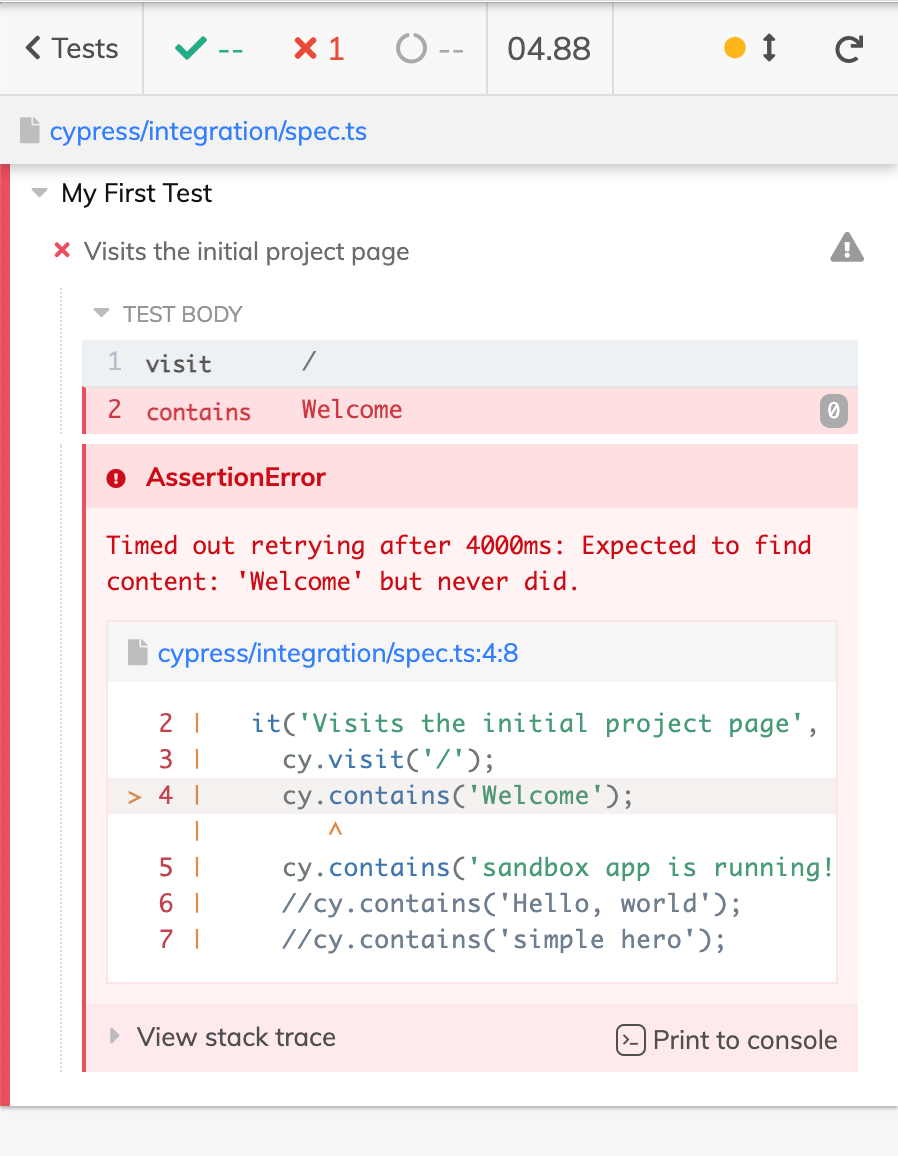 Tests -- 1 -- 04.88
cypress/integration/spec.ts
My First Test
Visits the initial project page
TEST BODY
1 visit /
2 contains Welcome 0
AssertionError
Timed out retrying after 4000ms: Expected to find
content: 'Welcome' but never did.
cypress/integration/spec.ts:4:8
2 | it('Visits the initial project page',
3 | cy.visit('/');
> 4 | cy.contains('Welcome');
| ^
5 | cy.contains('sandbox app is running!
6 | //cy.contains('Hello, world');
7 | //cy.contains('simple hero');
View stack trace
Print to console